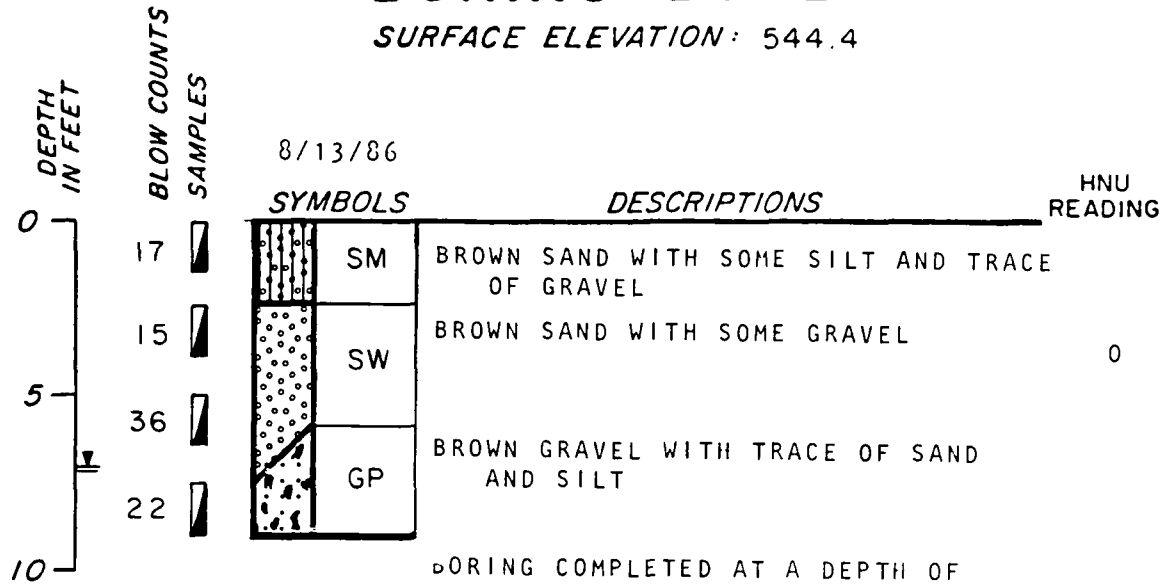 SURFACE ELEVATION: 544.4
DEPTH IN FEET
BLOW COUNTS
SAMPLES
8/13/86
SYMBOLS
DESCRIPTIONS
HNU READING
0
17
SM
BROWN SAND WITH SOME SILT AND TRACE
OF GRAVEL
15
SW
BROWN SAND WITH SOME GRAVEL
0
5
36
BROWN GRAVEL WITH TRACE OF SAND
AND SILT
GP
22
10
BORING COMPLETED AT A DEPTH OF